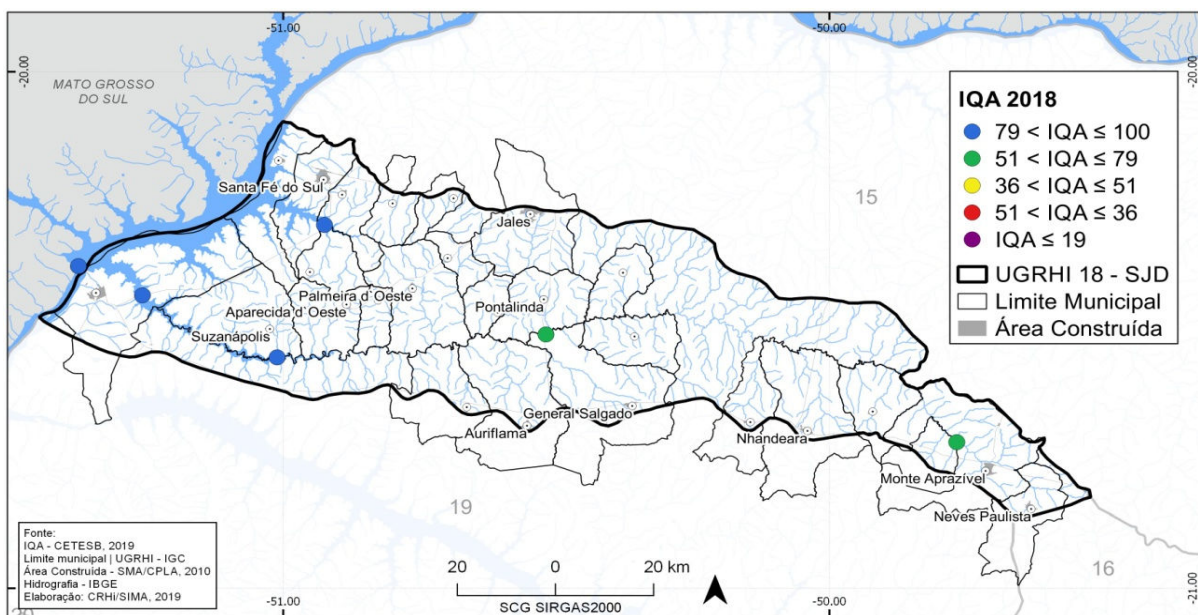 -51.00
-50.00
-20.00
-20.00
MATO GROSSO
DO SUL
IQA 2018
79 < IQA ≤ 100
51 < IQA ≤ 79
36 < IQA ≤ 51
51 < IQA ≤ 36
IQA ≤ 19
UGRHI 18 - SJD
Limite Municipal
Área Construída
15
Santa Fé do Sul
Jales
Palmeira d`Oeste
Aparecida d`Oeste
Pontalinda
Suzanápolis
General Salgado
Auriflama
Nhandeara
Monte Aprazível
Neves Paulista
19
16
Fonte:
IQA - CETESB, 2019
Limite municipal | UGRHI - IGC
Área Construída - SMA/CPLA, 2010
Hidrografia - IBGE
Elaboração: CRHi/SIMA, 2019
20 0 20 km
SCG SIRGAS2000
-51.00
-50.00
-21.00